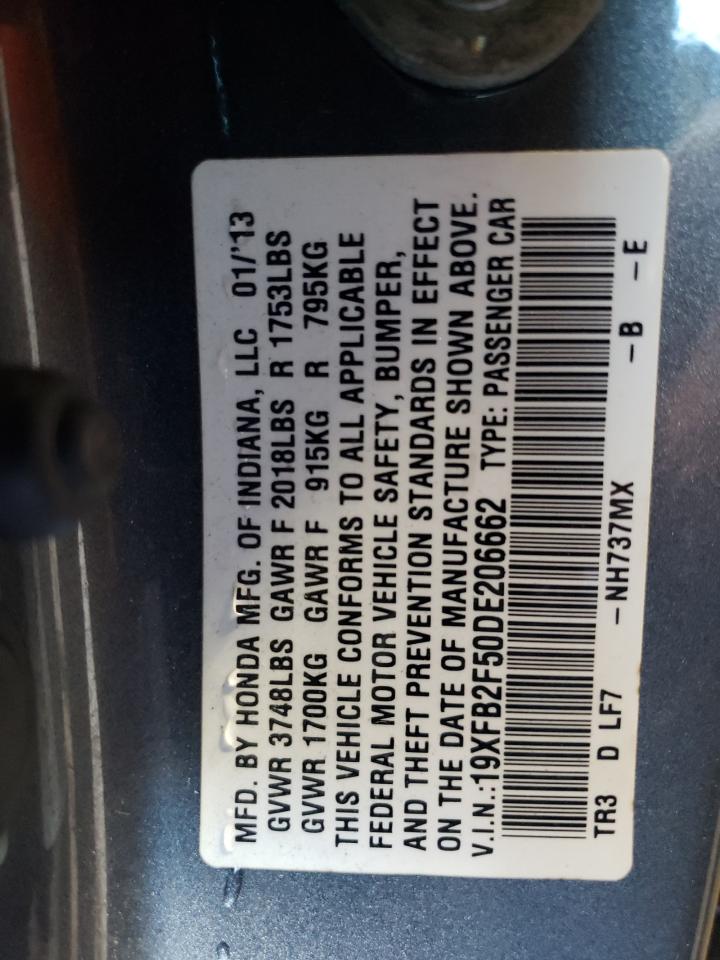 MFD. BY HONDA MFG. OF INDIANA, LLC 01/'13
GVWR 3748LBS GAWR F 2018LBS R 1753LBS
GVWR 1700KG GAWR F 915KG R 795KG
THIS VEHICLE CONFORMS TO ALL APPLICABLE
FEDERAL MOTOR VEHICLE SAFETY, BUMPER,
AND THEFT PREVENTION STANDARDS IN EFFECT
ON THE DATE OF MANUFACTURE SHOWN ABOVE.
V.I.N.:19XFB2F50DE206662 TYPE: PASSENGER CAR
TR3 D LF7 -NH737MX -B -E